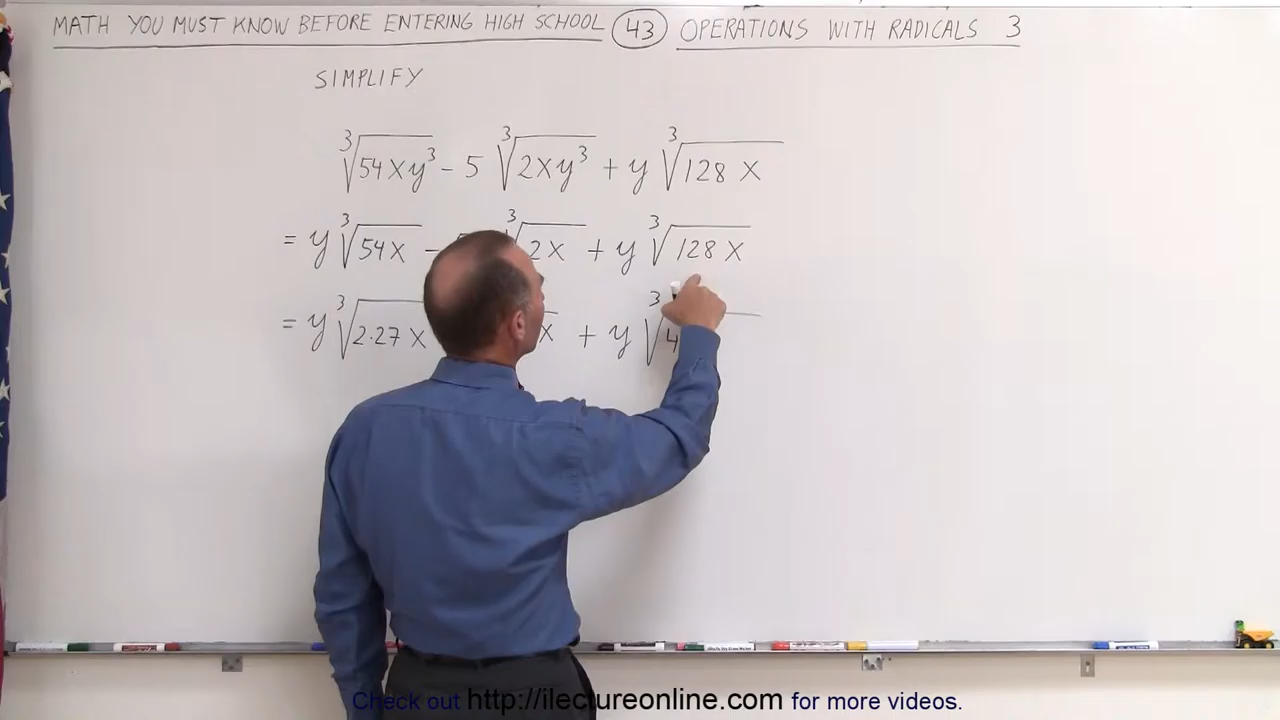 MATH YOU MUST KNOW BEFORE ENTERING HIGH SCHOOL 43 OPERATIONS WITH RADICALS 3
SIMPLIFY
∛54xy³ - 5 ∛2xy³ + y ∛128 x
= y ∛54x - ∛2x + y ∛128 x
= y ∛2·27 x x + y ∛4
Check out http://ilectureonline.com for more videos.